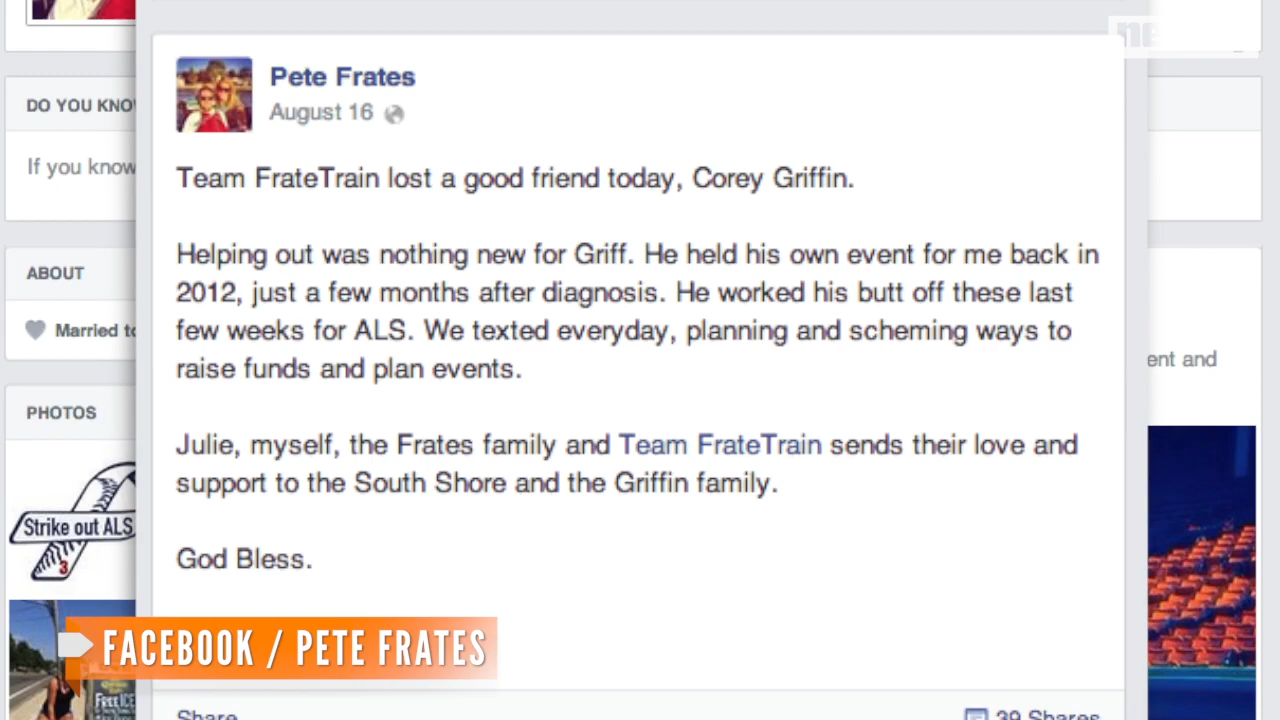 Pete Frates
August 16
DO YOU KNO
If you know
Team FrateTrain lost a good friend today, Corey Griffin.
Helping out was nothing new for Griff. He held his own event for me back in
2012, just a few months after diagnosis. He worked his butt off these last
few weeks for ALS. We texted everyday, planning and scheming ways to
raise funds and plan events.
ABOUT
Married to
ent and
PHOTOS
Julie, myself, the Frates family and Team FrateTrain sends their love and
support to the South Shore and the Griffin family.
Strike out ALS
3
God Bless.
FACEBOOK / PETE FRATES
FREE ICE
Share
39 Shares